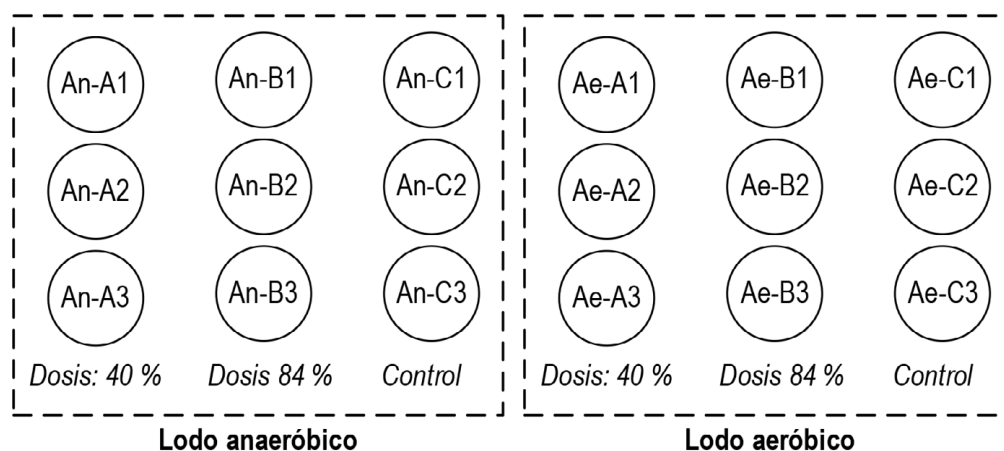 An-A1 An-B1 An-C1 Ae-A1 Ae-B1 Ae-C1
An-A2 An-B2 An-C2 Ae-A2 Ae-B2 Ae-C2
An-A3 An-B3 An-C3 Ae-A3 Ae-B3 Ae-C3
Dosis: 40 % Dosis 84 % Control Dosis: 40 % Dosis 84 % Control
Lodo anaeróbico Lodo aeróbico